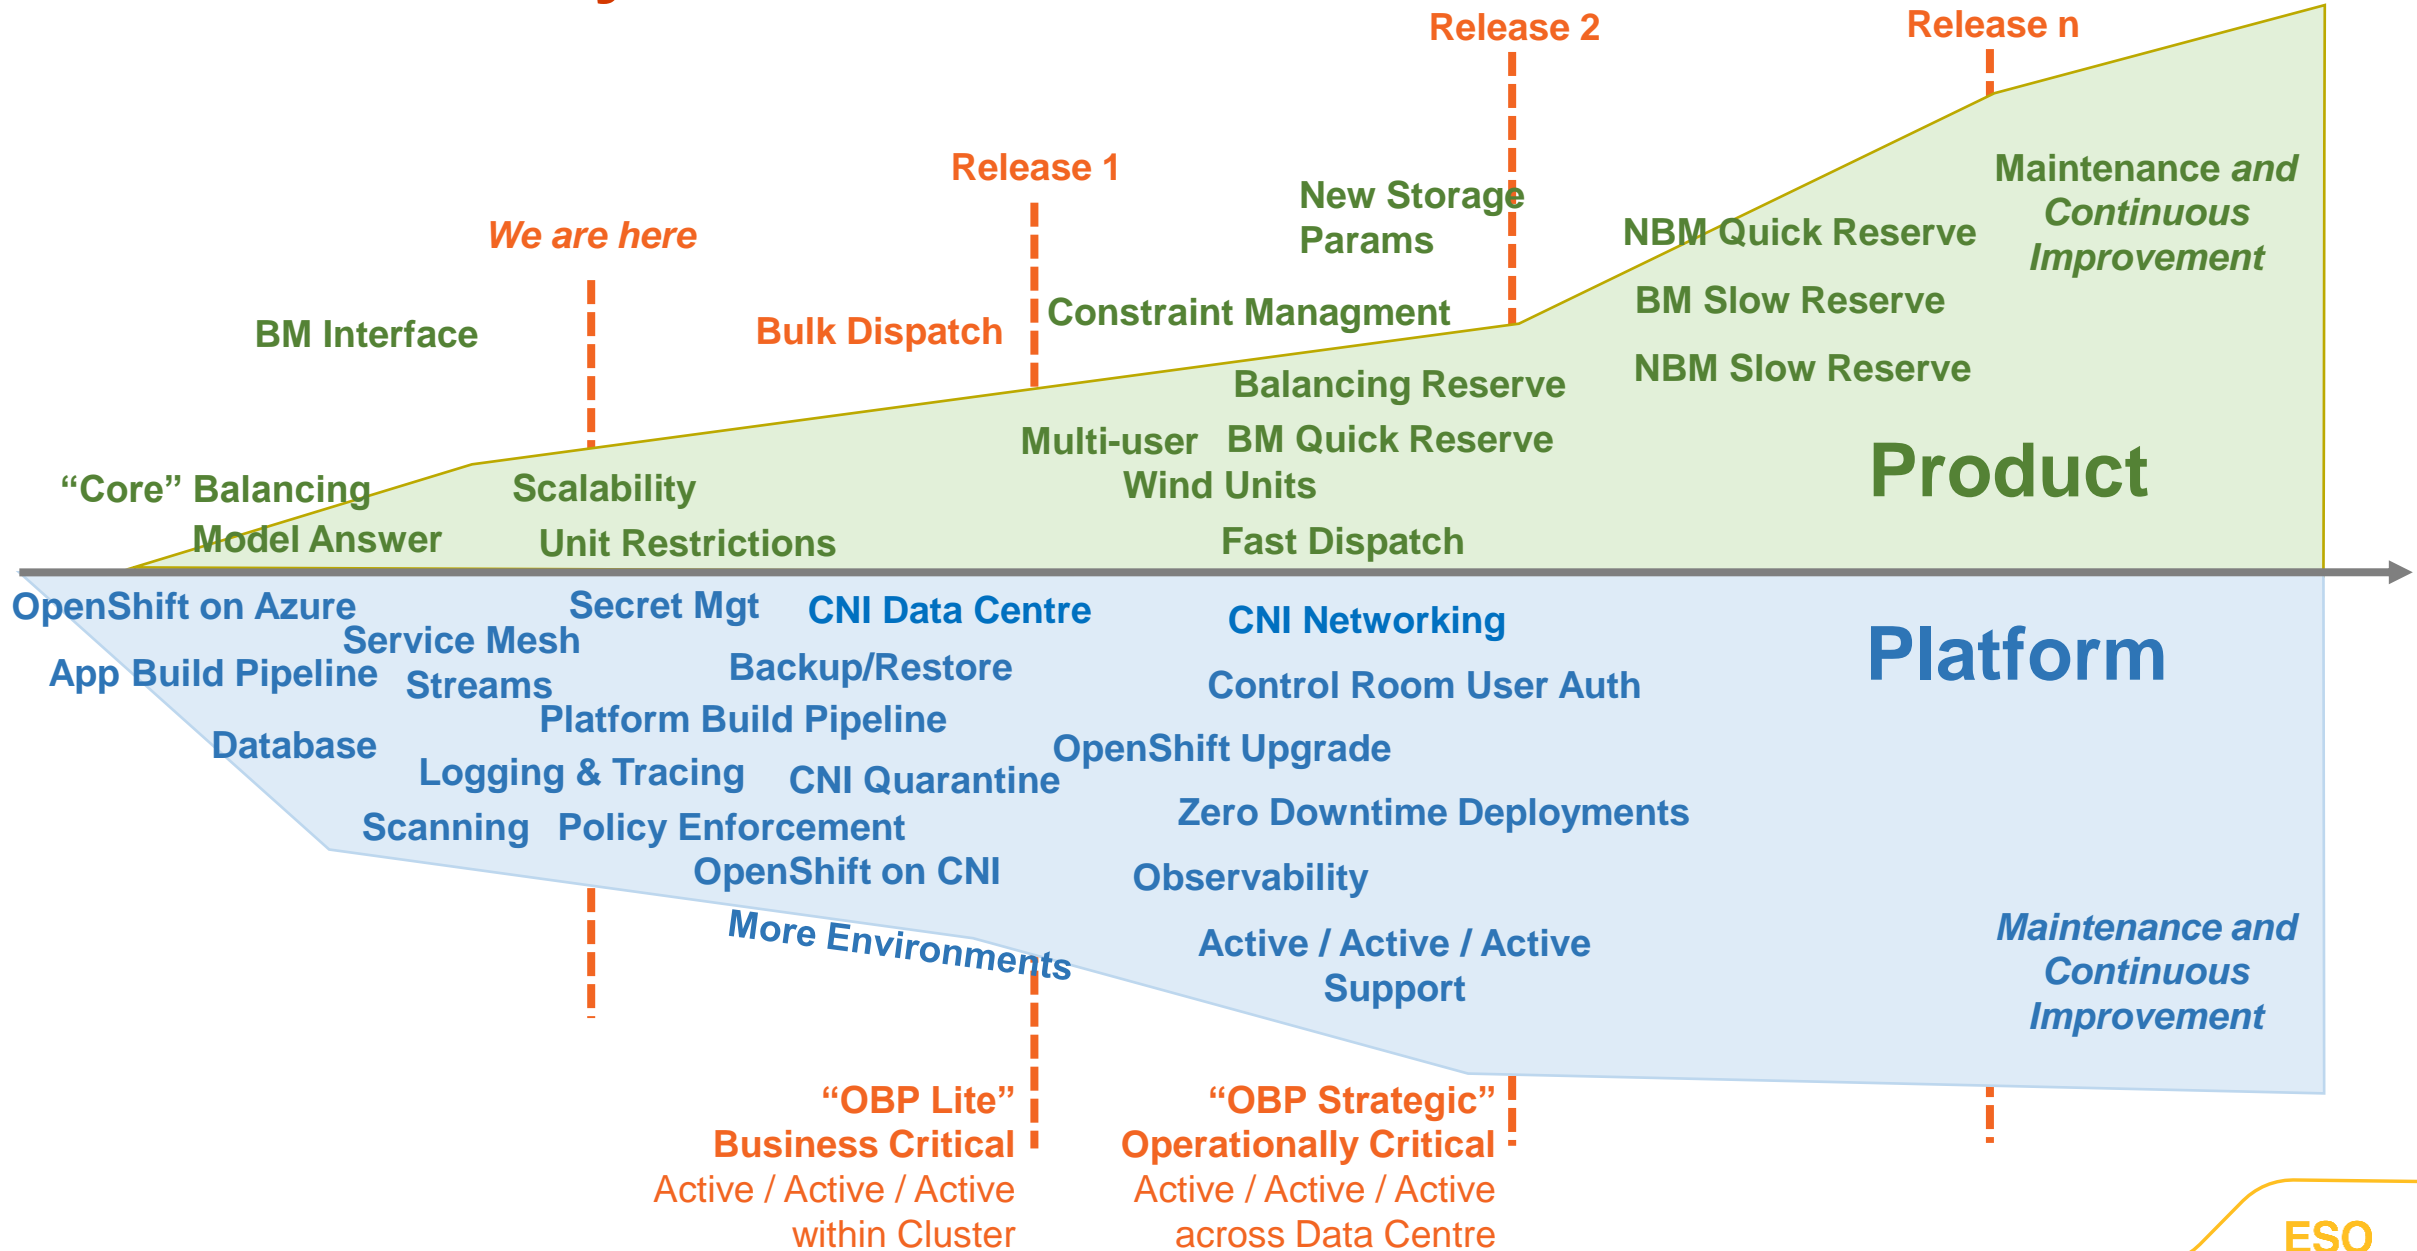 Release 2
Release n
Release 1
New Storage
Params
Maintenance and
Continuous
Improvement
We are here
NBM Quick Reserve
BM Interface
Bulk Dispatch
Constraint Managment
BM Slow Reserve
Balancing Reserve
NBM Slow Reserve
Multi-user
BM Quick Reserve
Product
“Core” Balancing
Scalability
Wind Units
Model Answer
Unit Restrictions
Fast Dispatch
OpenShift on Azure
Secret Mgt
CNI Data Centre
CNI Networking
Platform
Service Mesh
App Build Pipeline
Streams
Backup/Restore
Control Room User Auth
Platform Build Pipeline
Database
OpenShift Upgrade
Logging & Tracing
CNI Quarantine
Scanning
Policy Enforcement
Zero Downtime Deployments
OpenShift on CNI
Observability
More Environments
Active / Active / Active
Support
Maintenance and
Continuous
Improvement
“OBP Lite”
Business Critical
Active / Active / Active
within Cluster
“OBP Strategic”
Operationally Critical
Active / Active / Active
across Data Centre
ESO